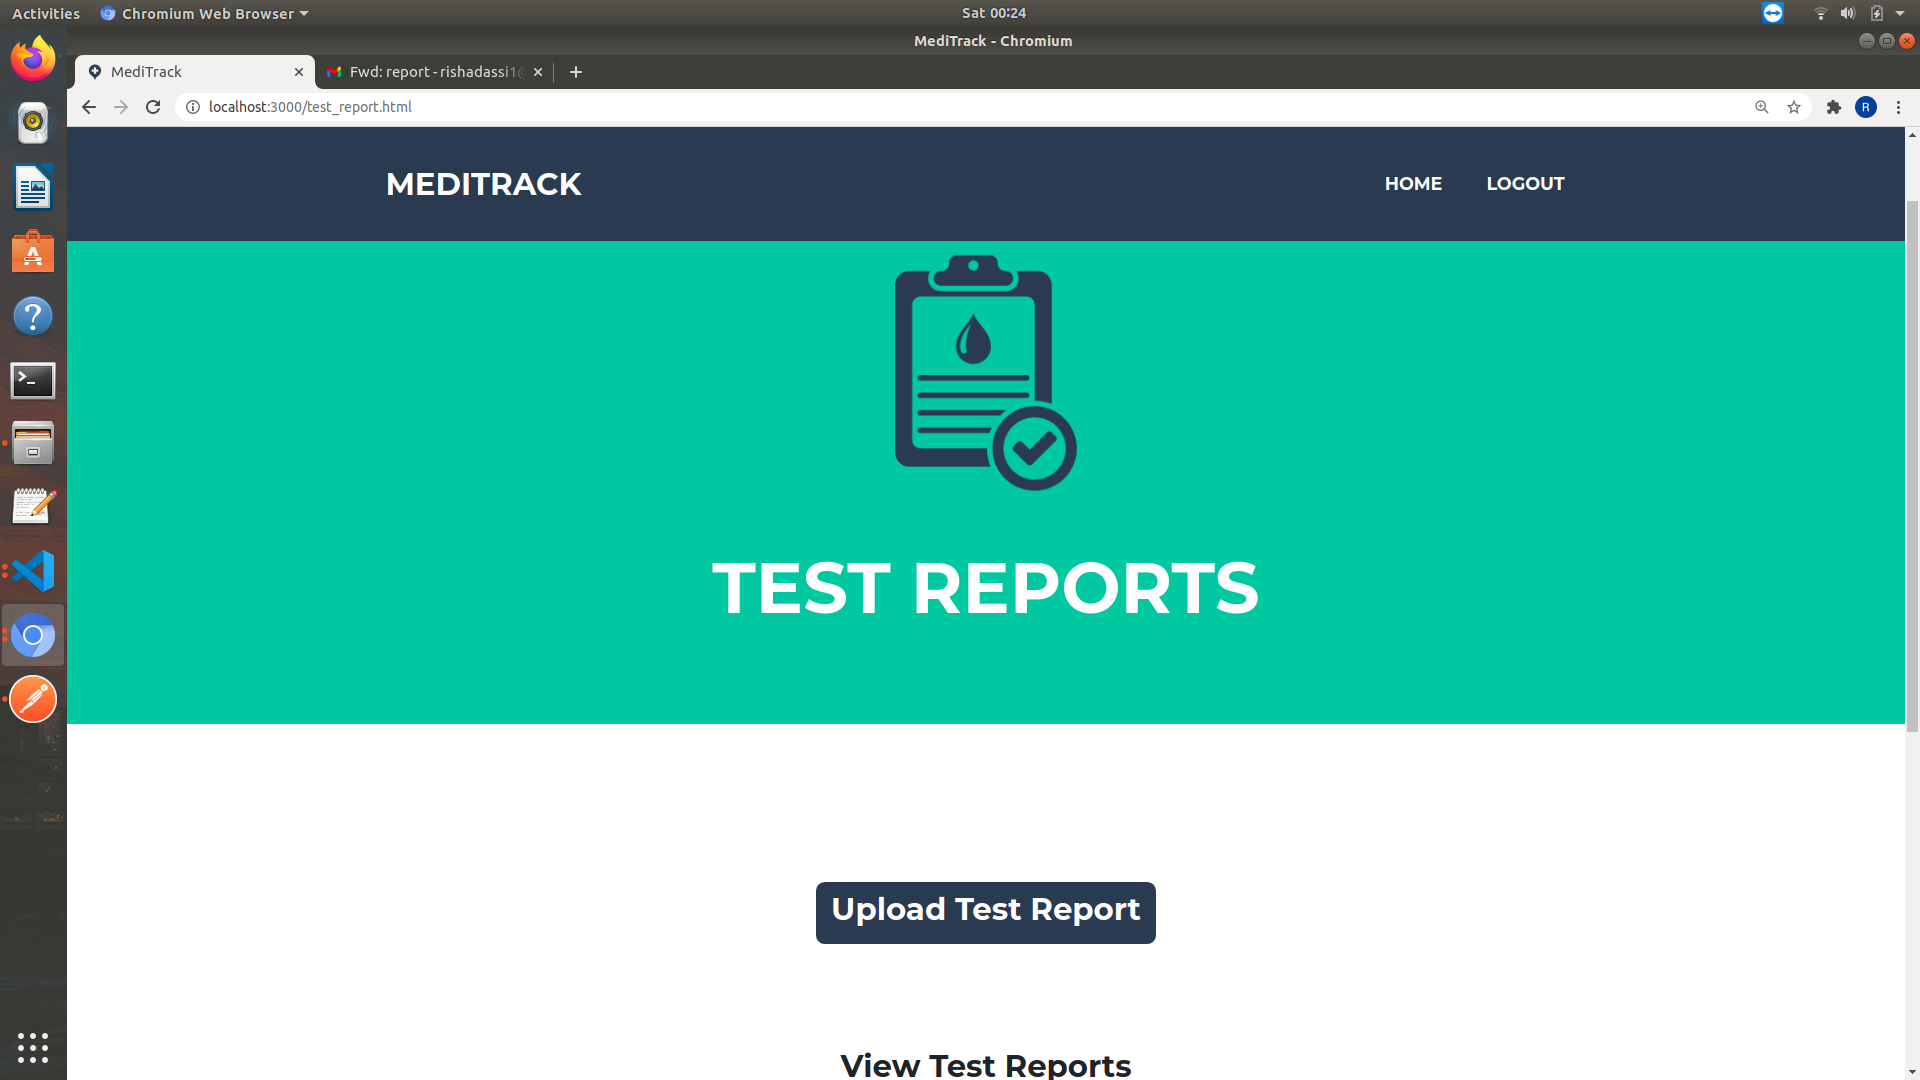 Activities
Chromium Web Browser
Sat 00:24
MediTrack - Chromium
MediTrack
Fwd: report - rishadassi1@
localhost:3000/test_report.html
R
MEDITRACK
HOME
LOGOUT
TEST REPORTS
Upload Test Report
View Test Reports